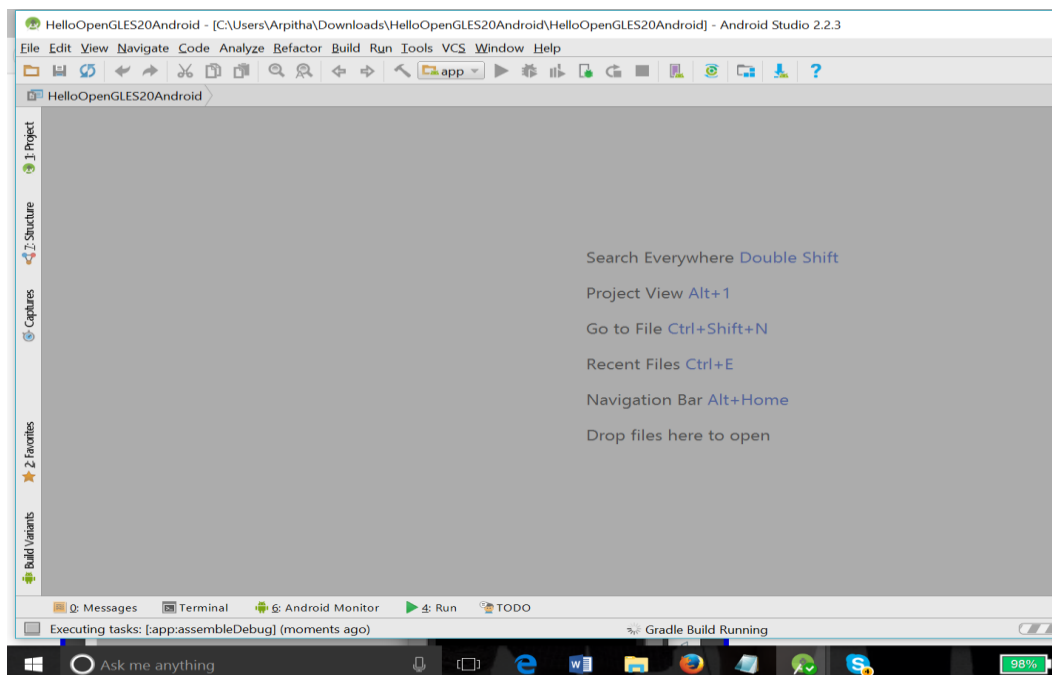 HelloOpenGLES20Android - [C:\Users\Arpitha\Downloads\HelloOpenGLES20Android\HelloOpenGLES20Android] - Android Studio 2.2.3
File Edit View Navigate Code Analyze Refactor Build Run Tools VCS Window Help
app
?
HelloOpenGLES20Android
1: Project
7: Structure
Captures
2: Favorites
Build Variants
Search Everywhere Double Shift
Project View Alt+1
Go to File Ctrl+Shift+N
Recent Files Ctrl+E
Navigation Bar Alt+Home
Drop files here to open
0: Messages Terminal 6: Android Monitor 4: Run TODO
Executing tasks: [:app:assembleDebug] (moments ago) Gradle Build Running
Ask me anything 98%